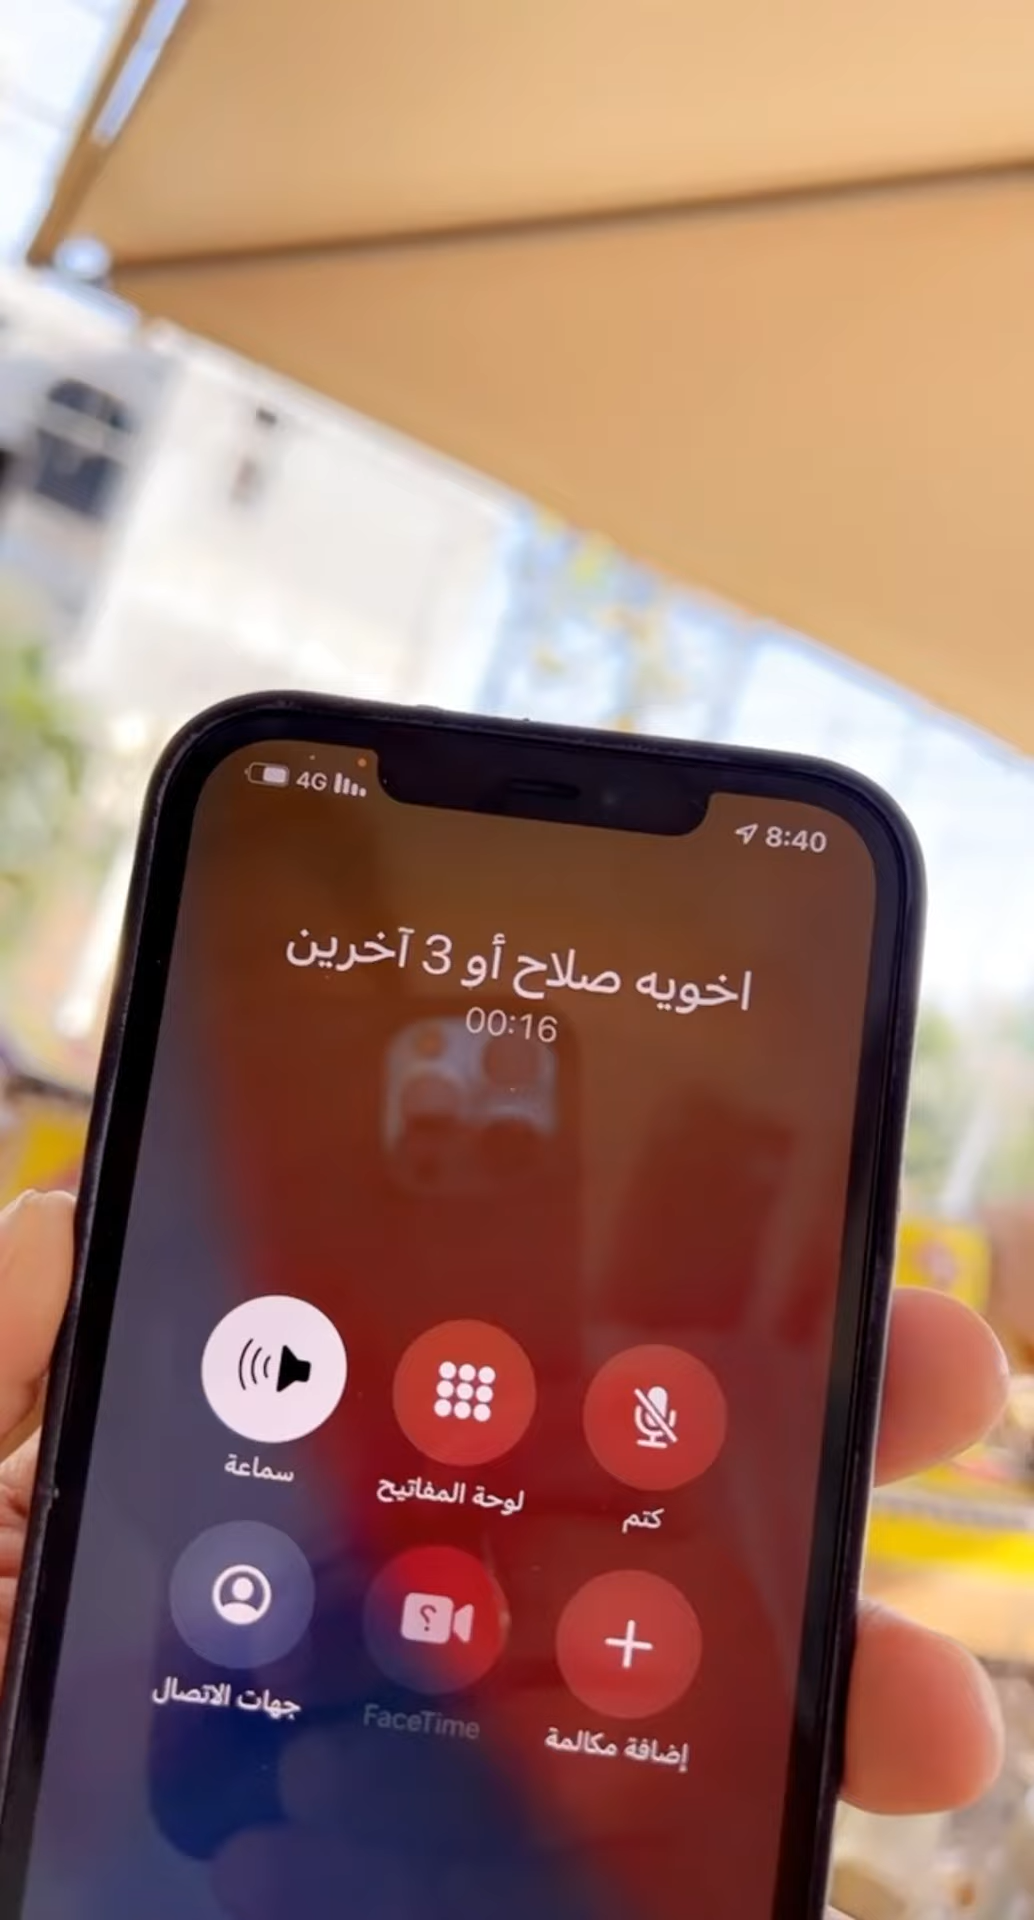 8:40
4G
اخويه صلاح أو 3 آخرين
00:16
كتم
لوحة المفاتيح
سماعة
إضافة مكالمة
FaceTime
جهات الاتصال